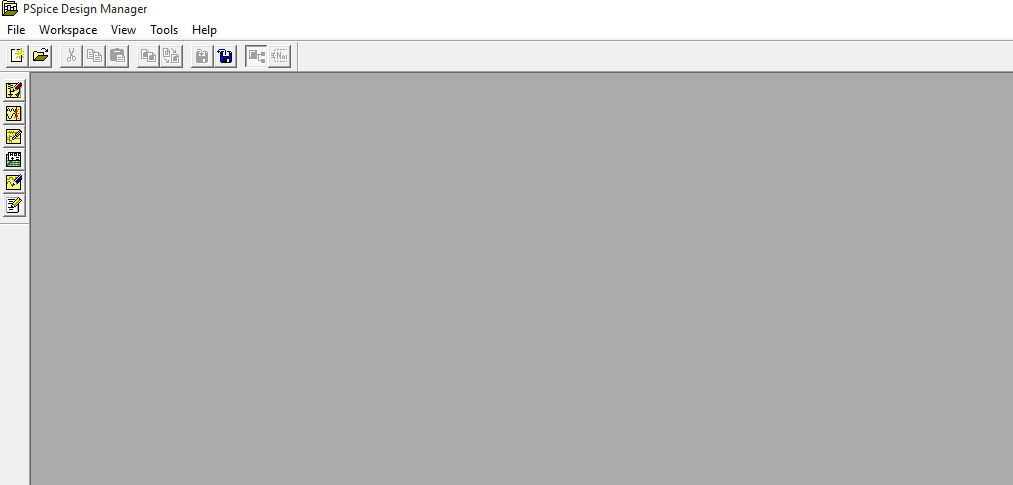 PSpice Design Manager
File Workspace View Tools Help